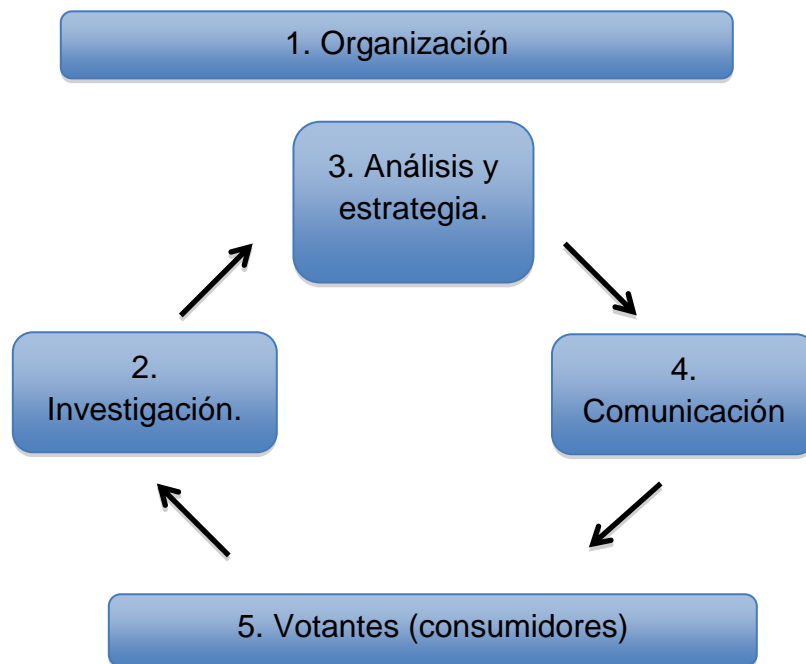 1. Organización
3. Análisis y
estrategia.
2.
Investigación.
4.
Comunicación
5. Votantes (consumidores)